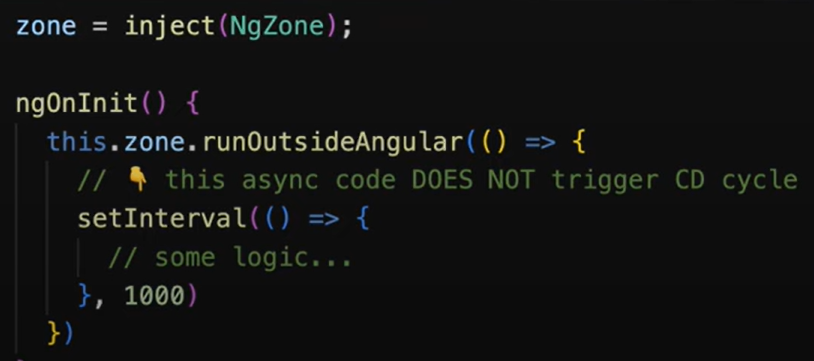 zone = inject(NgZone);
ngOnInit() {
this.zone.runOutsideAngular(() => {
// 👇 this async code DOES NOT trigger CD cycle
setInterval(() => {
// some logic...
}, 1000)
})